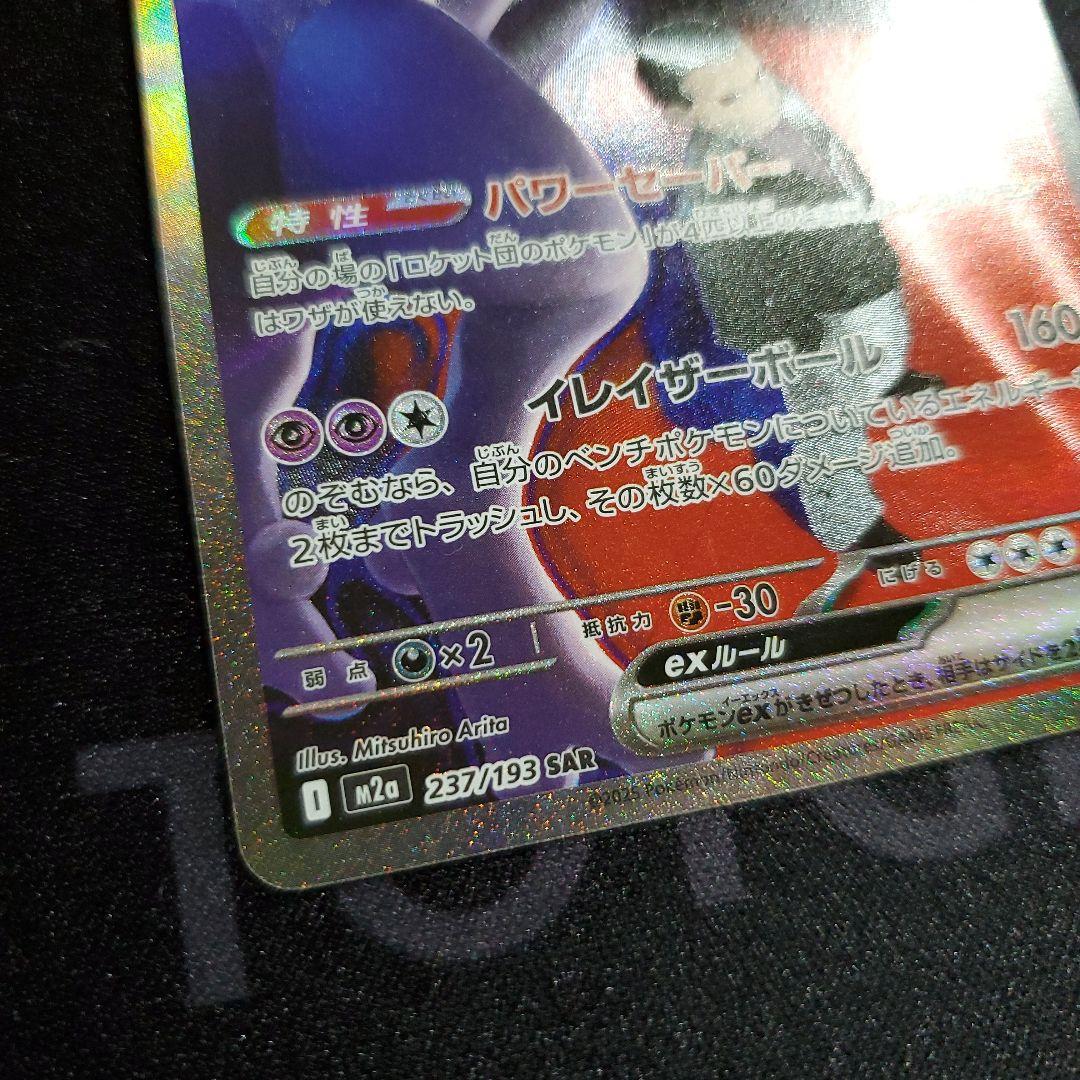 特性 パワーセーバー
自分の場の「ロケット団のポケモン」が4
はワザが使えない。
イレイザーボール 160
のぞむなら、自分のベンチポケモンについているエネルギー
2枚までトラッシュし、その枚数×60ダメージ追加。
弱点 ×2 抵抗力 -30 にげる
exルール
ポケモンexがきぜつしたとき、相手はサイドを2
Illus. Mitsuhiro Arita
I m2a 237/193 SAR
©2025 Pokémon/Nintendo/Creatures/GAME FREAK